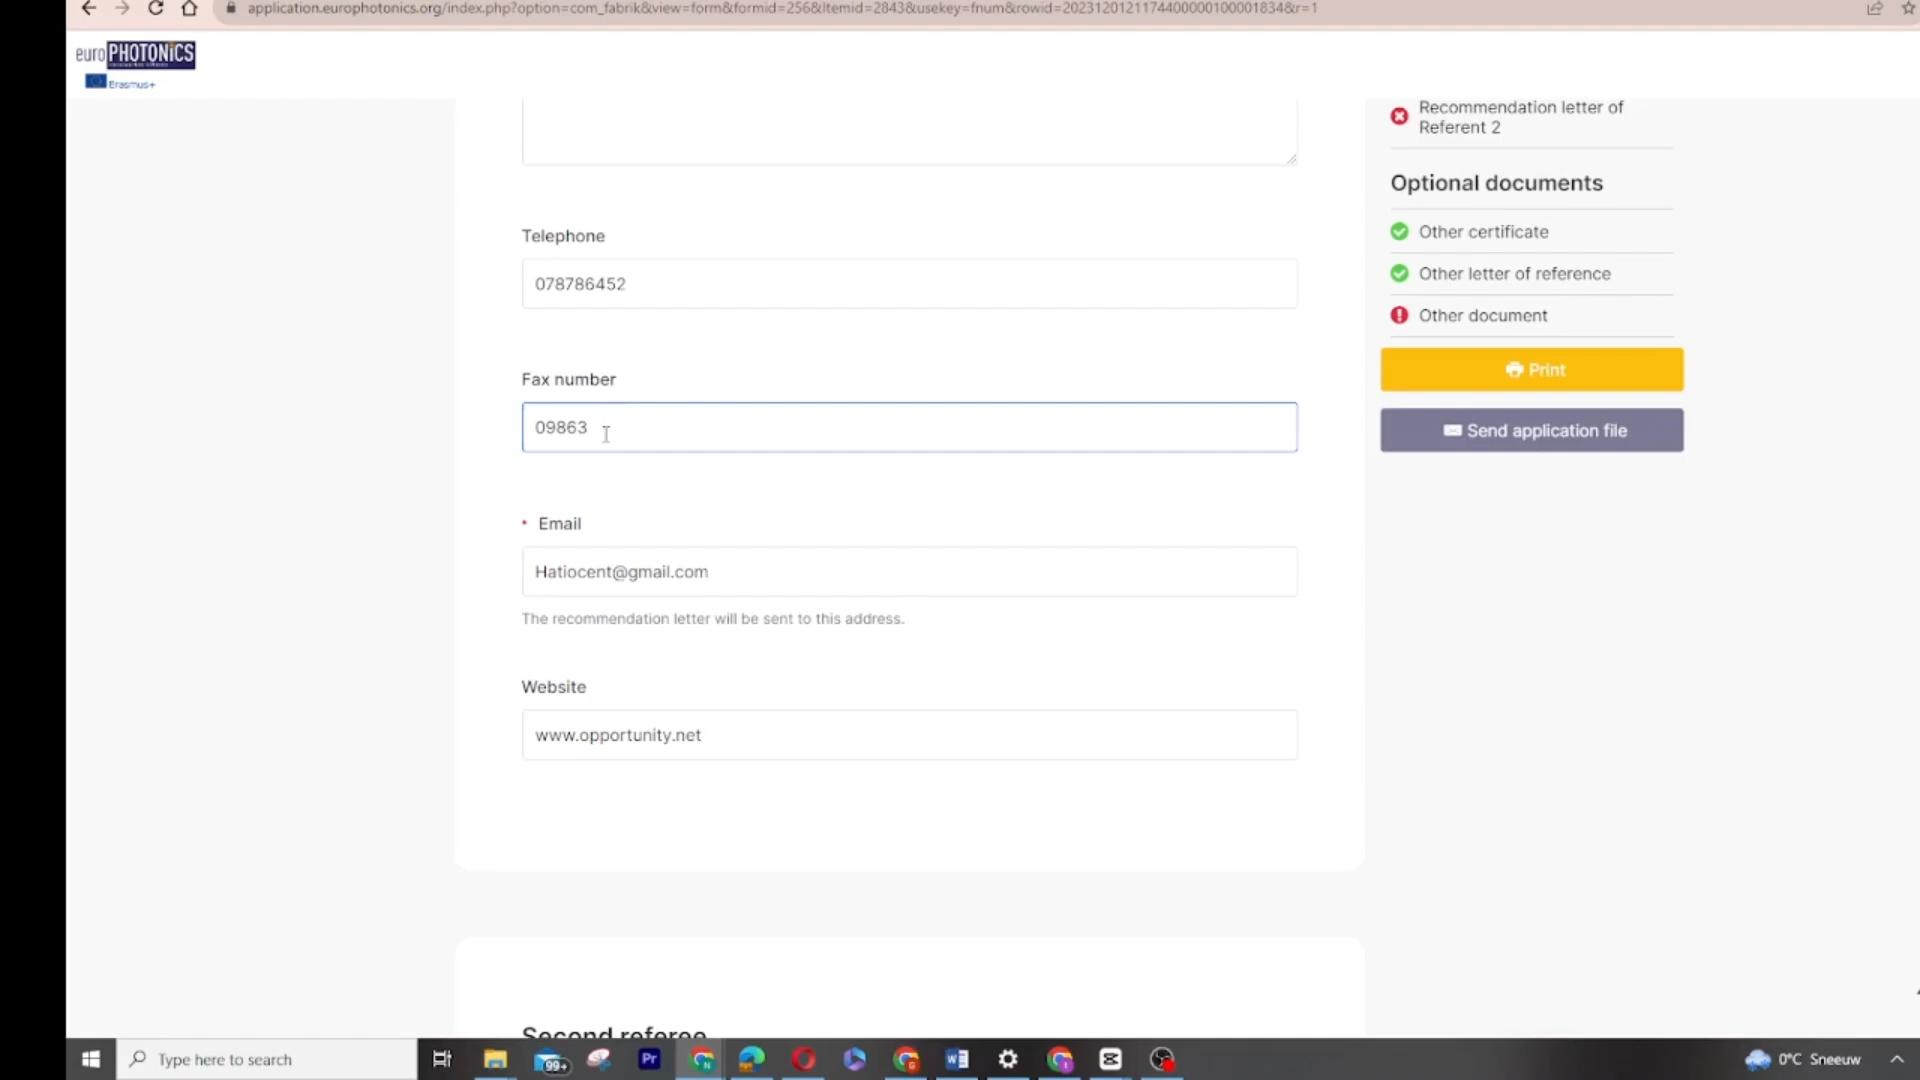 application.europhotonics.org/index.php?option=com_fabrik&view=form&formid=256&Itemid=2843&usekey=fnum&rowid=2023120121174400000100001834&r=1
euro PHOTONICS
Erasmus+
Recommendation letter of
Referent 2
Optional documents
Other certificate
Other letter of reference
Other document
Print
Send application file
Telephone
078786452
Fax number
09863
* Email
Hatiocent@gmail.com
The recommendation letter will be sent to this address.
Website
www.opportunity.net
Second referee
Type here to search
99+
Pr
0°C Sneeuw